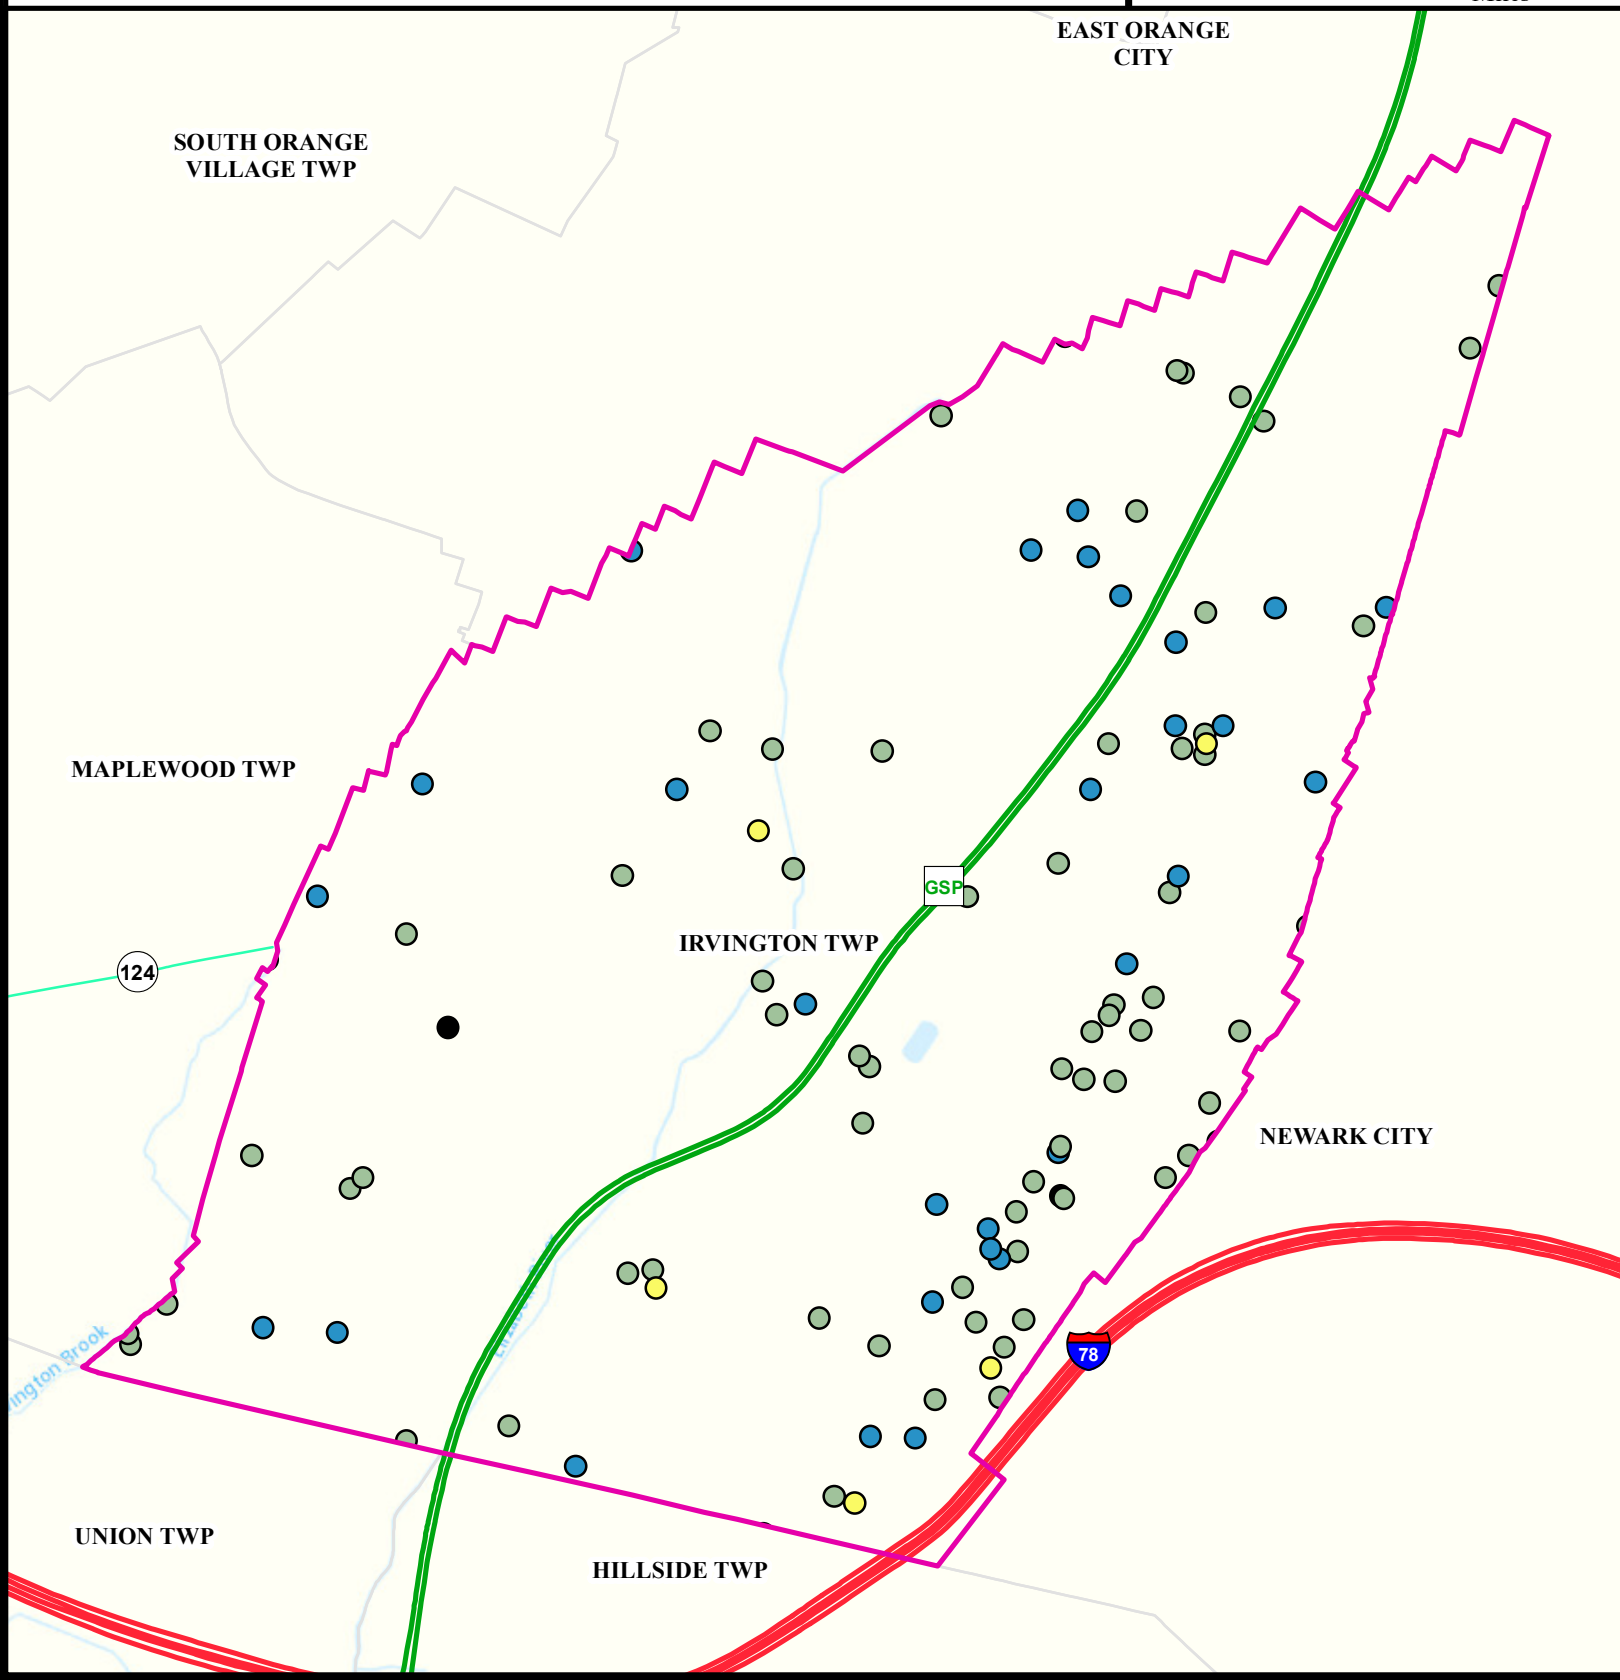 EAST ORANGE
CITY
SOUTH ORANGE
VILLAGE TWP
MAPLEWOOD TWP
GSP
IRVINGTON TWP
124
NEWARK CITY
78
UNION TWP
HILLSIDE TWP
Brook